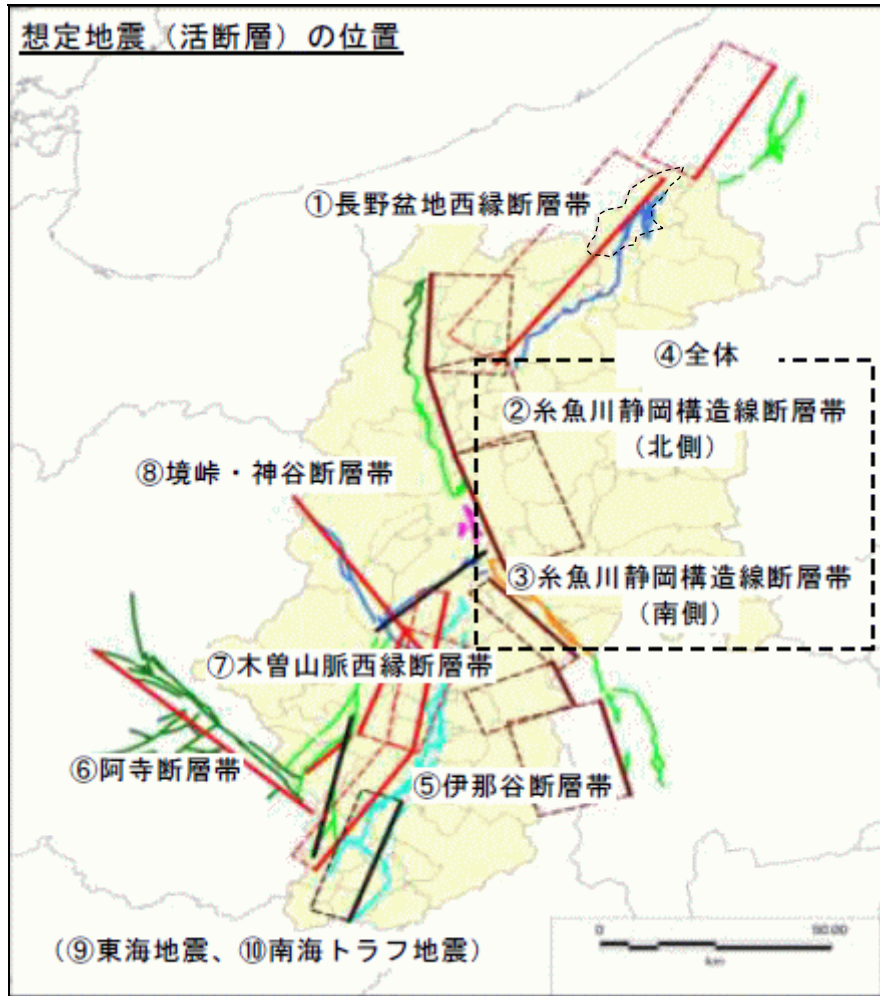 想定地震（活断層）の位置
①長野盆地西縁断層帯
④全体
②糸魚川静岡構造線断層帯
（北側）
⑧境峠・神谷断層帯
③糸魚川静岡構造線断層帯
（南側）
⑦木曽山脈西縁断層帯
⑥阿寺断層帯
⑤伊那谷断層帯
（⑨東海地震、⑩南海トラフ地震）
0
km